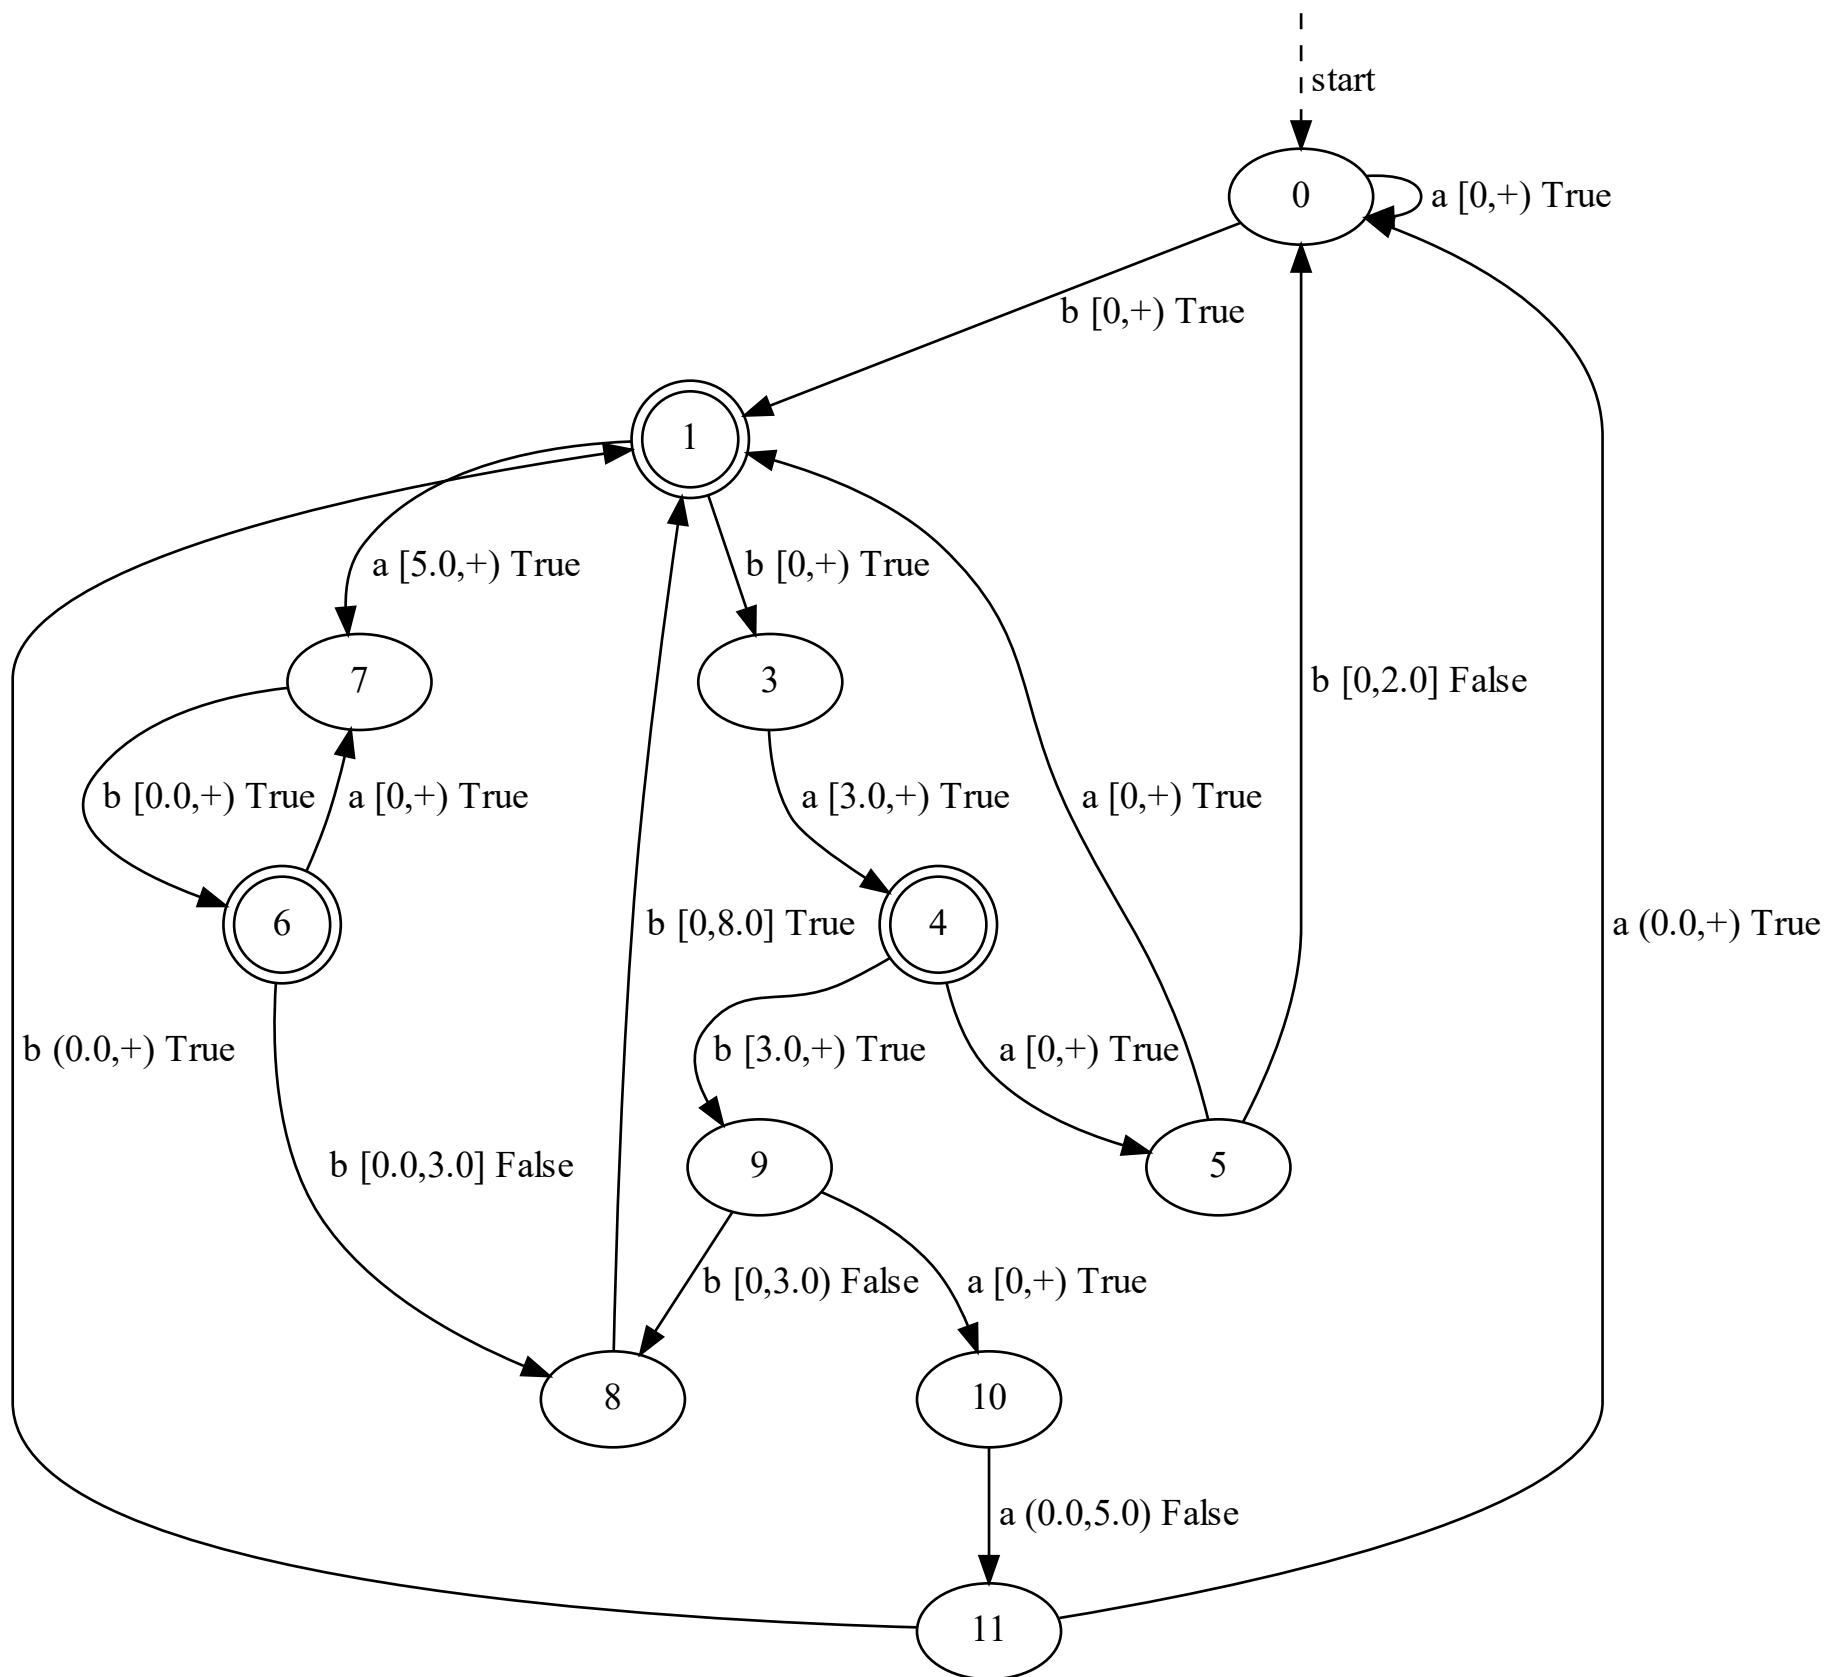 start
0
a [0,+) True
b [0,+) True
1
a [5.0,+) True
b [0,+) True
7
3
b [0,2.0] False
b [0.0,+) True
a [0,+) True
a [3.0,+) True
a [0,+) True
6
b [0,8.0] True
4
a (0.0,+) True
b (0.0,+) True
b [3.0,+) True
a [0,+) True
b [0.0,3.0] False
9
5
b [0,3.0) False
a [0,+) True
8
10
a (0.0,5.0) False
11